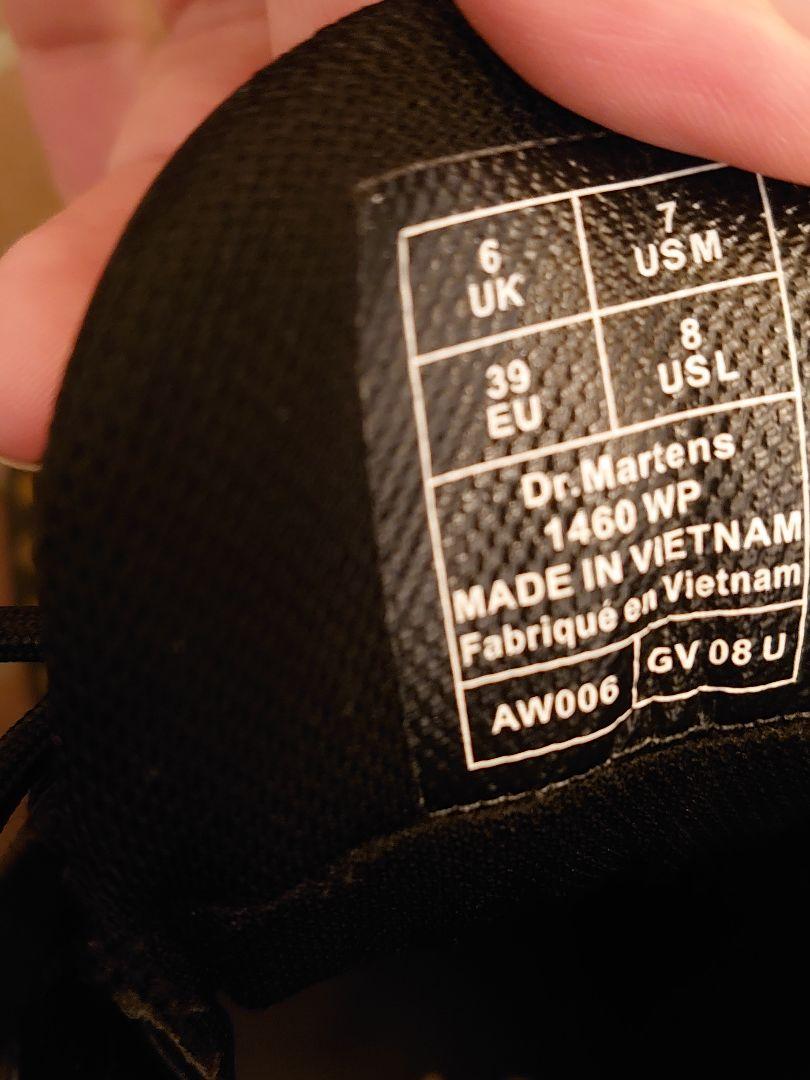 6
UK
7
USM
39
EU
8
USL
Dr.Martens
1460 WP
MADE IN VIETNAM
Fabriqué en Vietnam
AW006
GV 08 U